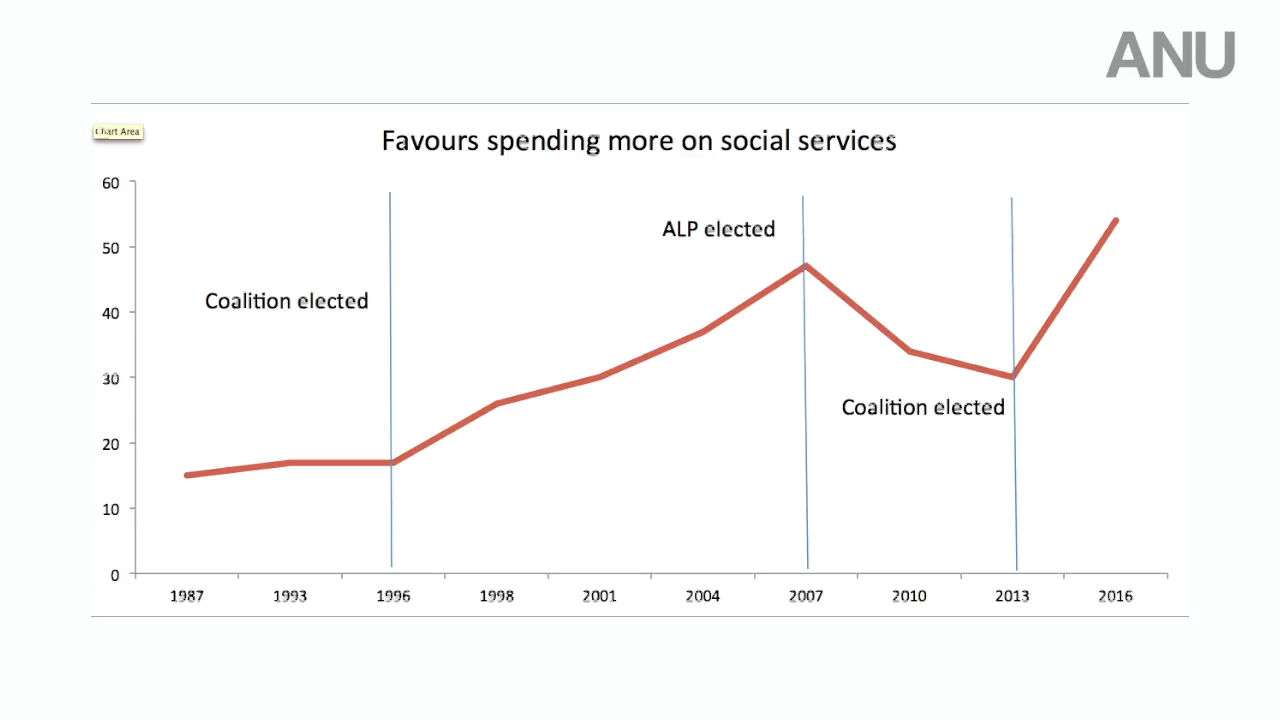 ANU
Chart Area
Favours spending more on social services
60
ALP elected
50
Coalition elected
40
30
Coalition elected
20
10
0
1987 1993 1996 1998 2001 2004 2007 2010 2013 2016